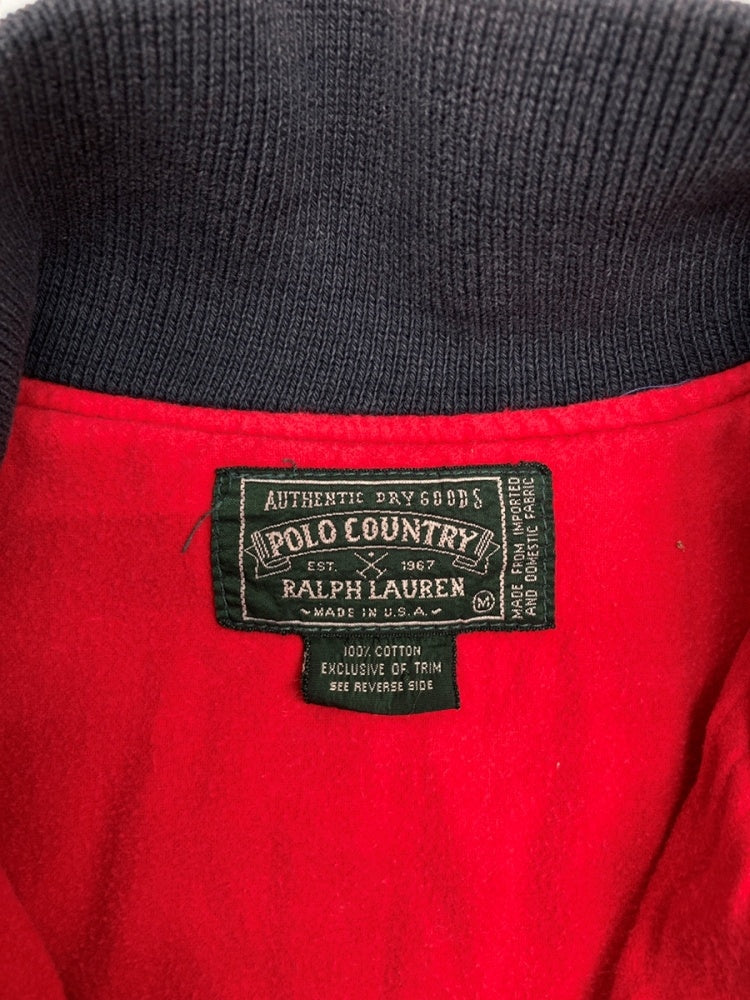 AUTHENTIC DRY GOODS
POLO COUNTRY
EST. 1967
RALPH LAUREN
~MADE IN U.S.A.~
M
MADE FROM IMPORTED
AND DOMESTIC FABRIC
100% COTTON
EXCLUSIVE OF TRIM
SEE REVERSE SIDE